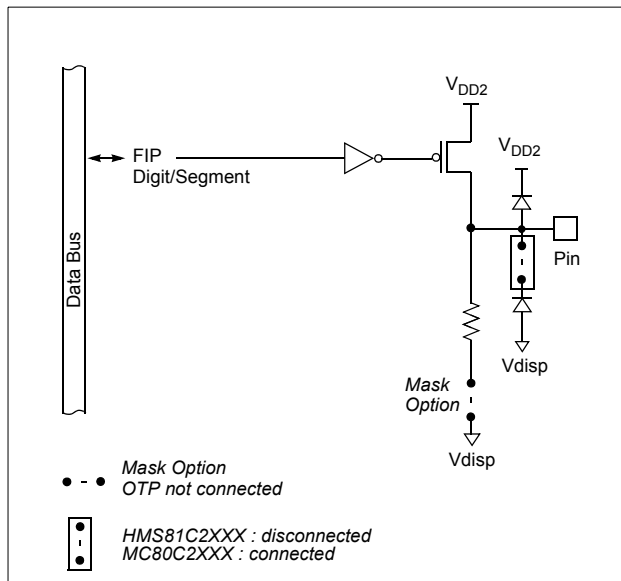 V_DD2
V_DD2
FIP
Digit/Segment
Data Bus
Pin
Vdisp
Mask
Option
Vdisp
Mask Option
OTP not connected
HMS81C2XXX : disconnected
MC80C2XXX : connected